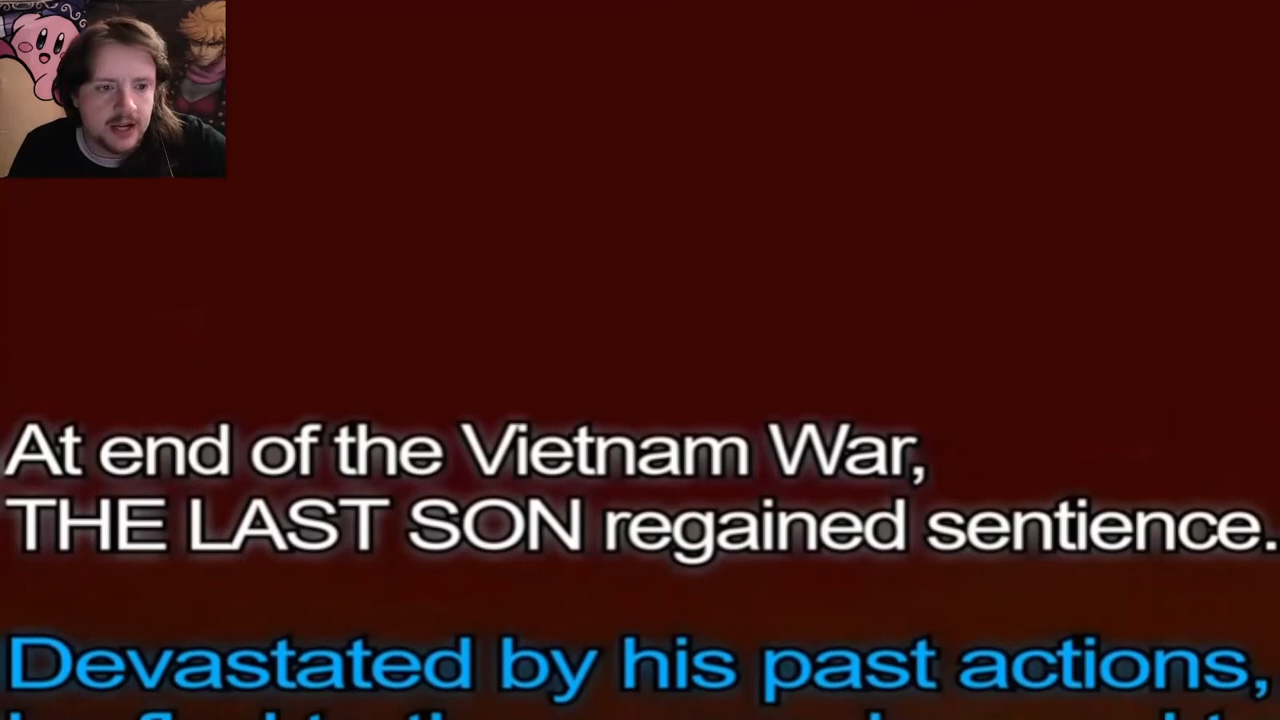 At end of the Vietnam War,
THE LAST SON regained sentience.
Devastated by his past actions,